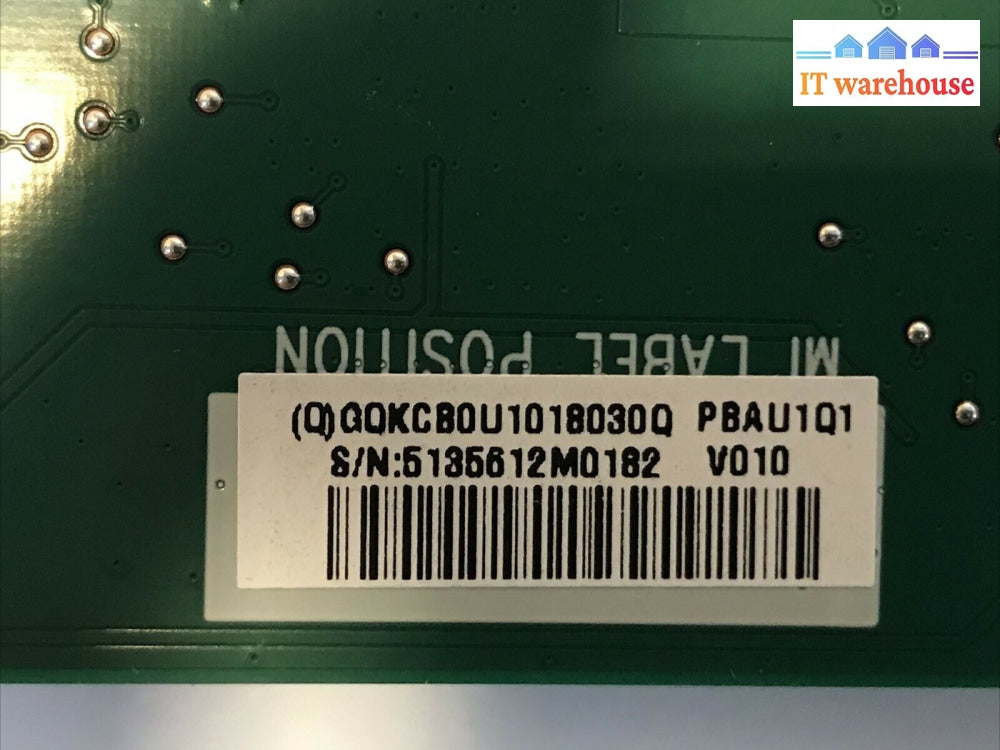 IT warehouse
MI LABEL POSITION
(Q)GQKCB0U1018030Q PBAU1Q1
S/N:5135612M0182 V010